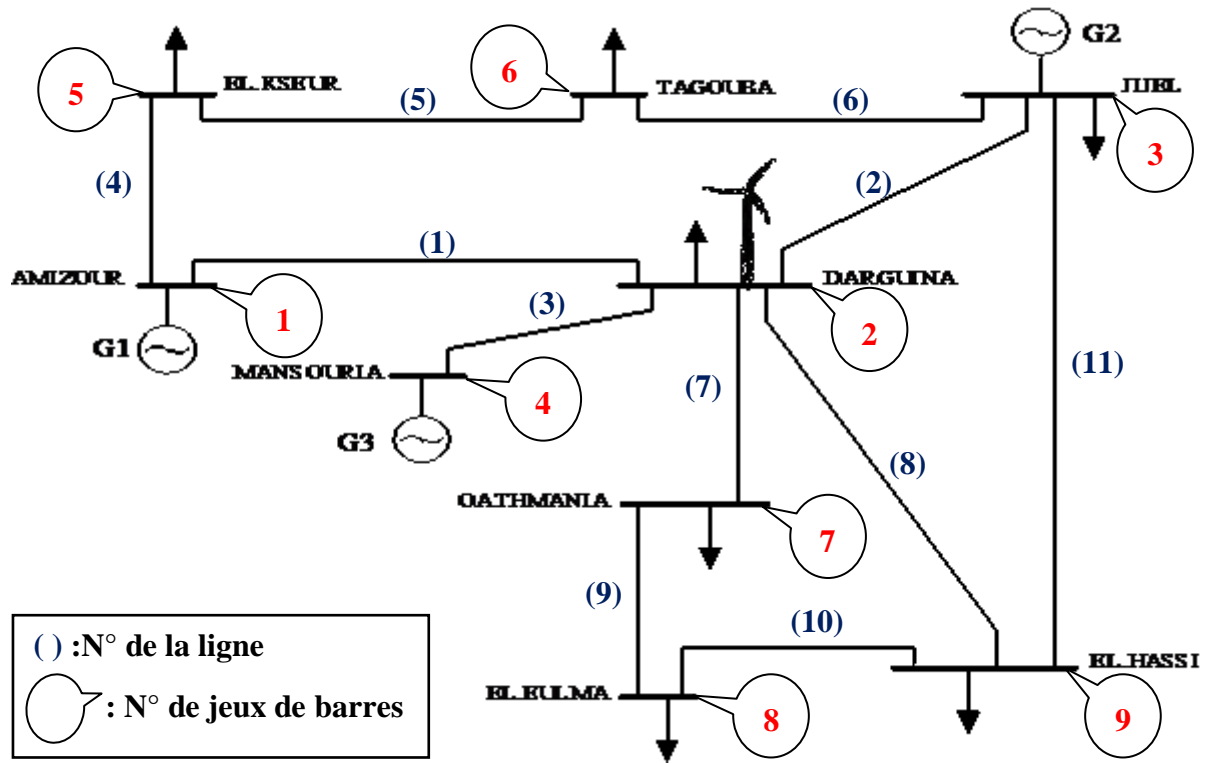 G2
5
EL KSEUR
(5)
6
TAGOUBA
(6)
JIJEL
3
(4)
(2)
(1)
AMIZOUR
1
G1
(3)
DARGUINA
2
MANSOURIA
4
G3
(7)
(11)
(8)
OATHMANIA
7
(9)
(10)
EL EULMA
8
EL HASSI
9
( ) :N° de la ligne
: N° de jeux de barres